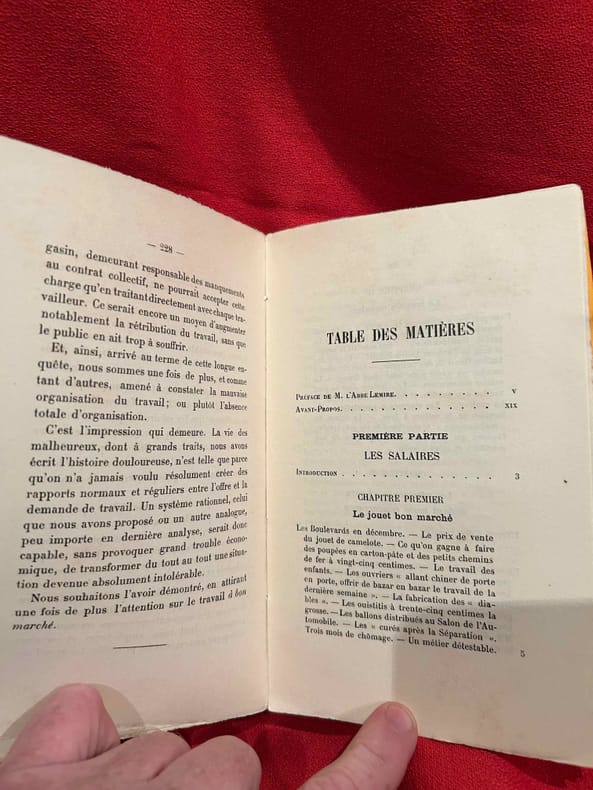 — 228 —
gasin, demeurant responsable des manquements
au contrat collectif, ne pourrait accepter cette
charge qu'en traitant directement avec chaque tra-
vailleur. Ce serait encore un moyen d'augmenter
notablement la rétribution du travail, sans que
le public en ait trop à souffrir.
Et, ainsi, arrivé au terme de cette longue en-
quête, nous sommes une fois de plus, et comme
tant d'autres, amené à constater la mauvaise
organisation du travail ; ou plutôt l'absence
totale d'organisation.
C'est l'impression qui demeure. La vie des
malheureux, dont à grands traits, nous avons
écrit l'histoire douloureuse, n'est telle que parce
qu'on n'a jamais voulu résolument créer des
rapports normaux et réguliers entre l'offre et la
demande de travail. Un système rationnel, celui
que nous avons proposé ou un autre analogue,
peu importe en dernière analyse, serait donc
capable, sans provoquer grand trouble écono-
mique, de transformer du tout au tout une situa-
tion devenue absolument intolérable.
Nous souhaitons l'avoir démontré, en attirant
une fois de plus l'attention sur le travail à bon
marché.
TABLE DES MATIÈRES
Préface de M. l'Abbé Lemire. . . . . . . . . v
Avant-Propos. . . . . . . . . . . . . . xix
PREMIÈRE PARTIE
LES SALAIRES
Introduction . . . . . . . . . . . . . . 3
CHAPITRE PREMIER
Le jouet bon marché
Les Boulevards en décembre. — Le prix de vente
du jouet de camelote. — Ce qu'on gagne à faire
des poupées en carton-pâte et des petits chemins
de fer à vingt-cinq centimes. — Le travail des
enfants. — Les ouvriers « allant chiner de porte
en porte, offrir de bazar en bazar le travail de la
dernière semaine ». — La fabrication des « dia-
bles ». — Les ouistitis à trente-cinq centimes la
grosse. — Les ballons distribués au Salon de l'Au-
tomobile. — Les « curés après la Séparation ».
Trois mois de chômage. — Un métier détestable. 5